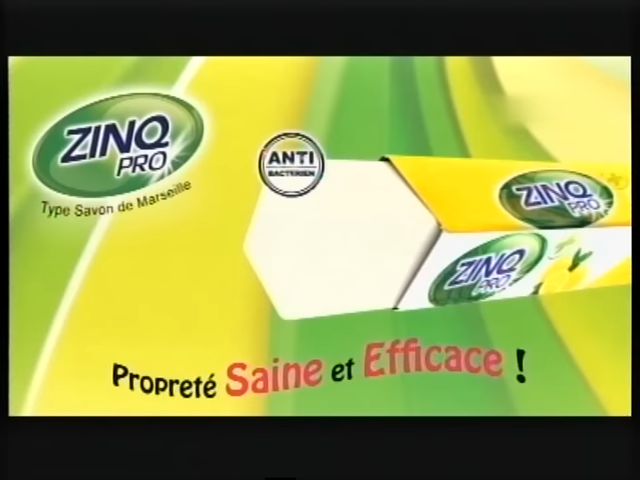 ZINQ
PRO
Type Savon de Marseille
ANTI
BACTERIEN
ZINQ
PRO
ZINQ
PRO
Propreté Saine et Efficace !